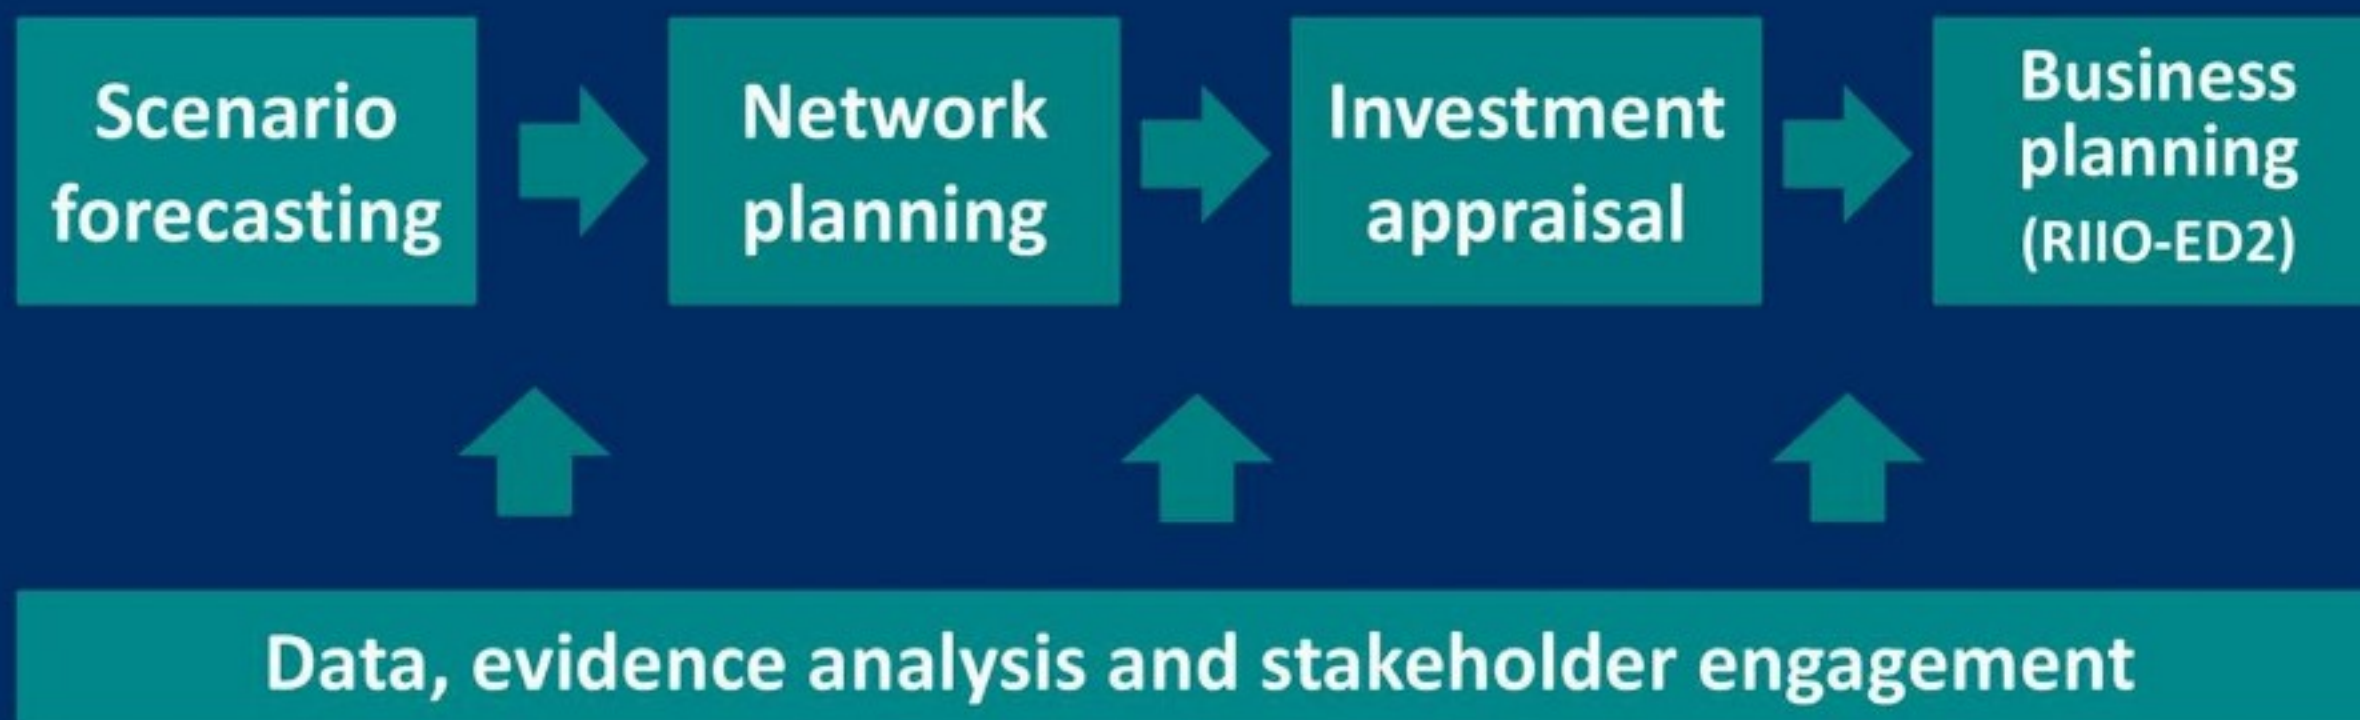 Scenario
forecasting
Network
planning
Investment
appraisal
Business
planning
(RIIO-ED2)
Data, evidence analysis and stakeholder engagement